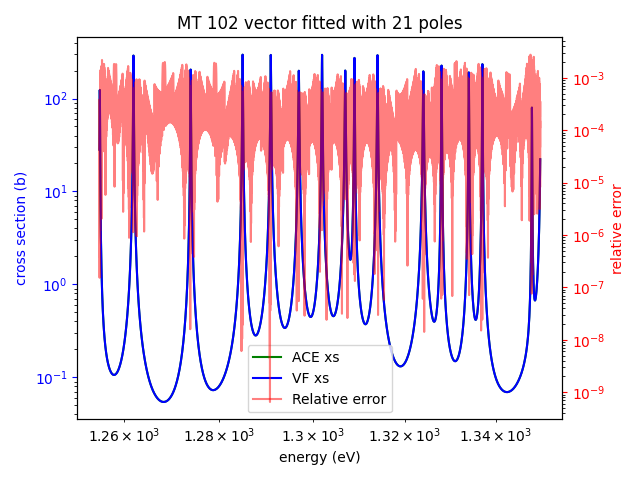 MT 102 vector fitted with 21 poles
cross section (b)
10²
10¹
10⁰
10⁻¹
10⁻³
10⁻⁴
10⁻⁵
10⁻⁶
10⁻⁷
10⁻⁸
10⁻⁹
relative error
ACE xs
VF xs
Relative error
1.26 × 10³ 1.28 × 10³ 1.3 × 10³ 1.32 × 10³ 1.34 × 10³
energy (eV)